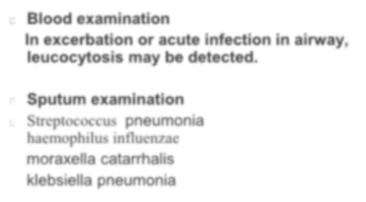 Blood examination
In excerbation or acute infection in airway,
leucocytosis may be detected.
Sputum examination
Streptococcus pneumonia
haemophilus influenzae
moraxella catarrhalis
klebsiella pneumonia